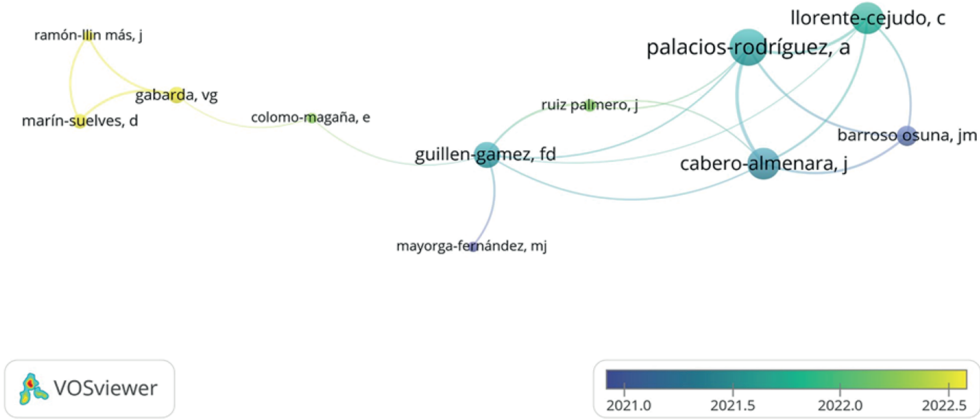 llorente-cejudo, c
ramón-llin más, j
palacios-rodríguez, a
gabarda, vg
ruiz palmero, j
marín-suelves, d
colomo-magaña, e
barroso osuna, jm
guillen-gamez, fd
cabero-almenara, j
mayorga-fernández, mj
VOSviewer
2021.0 2021.5 2022.0 2022.5